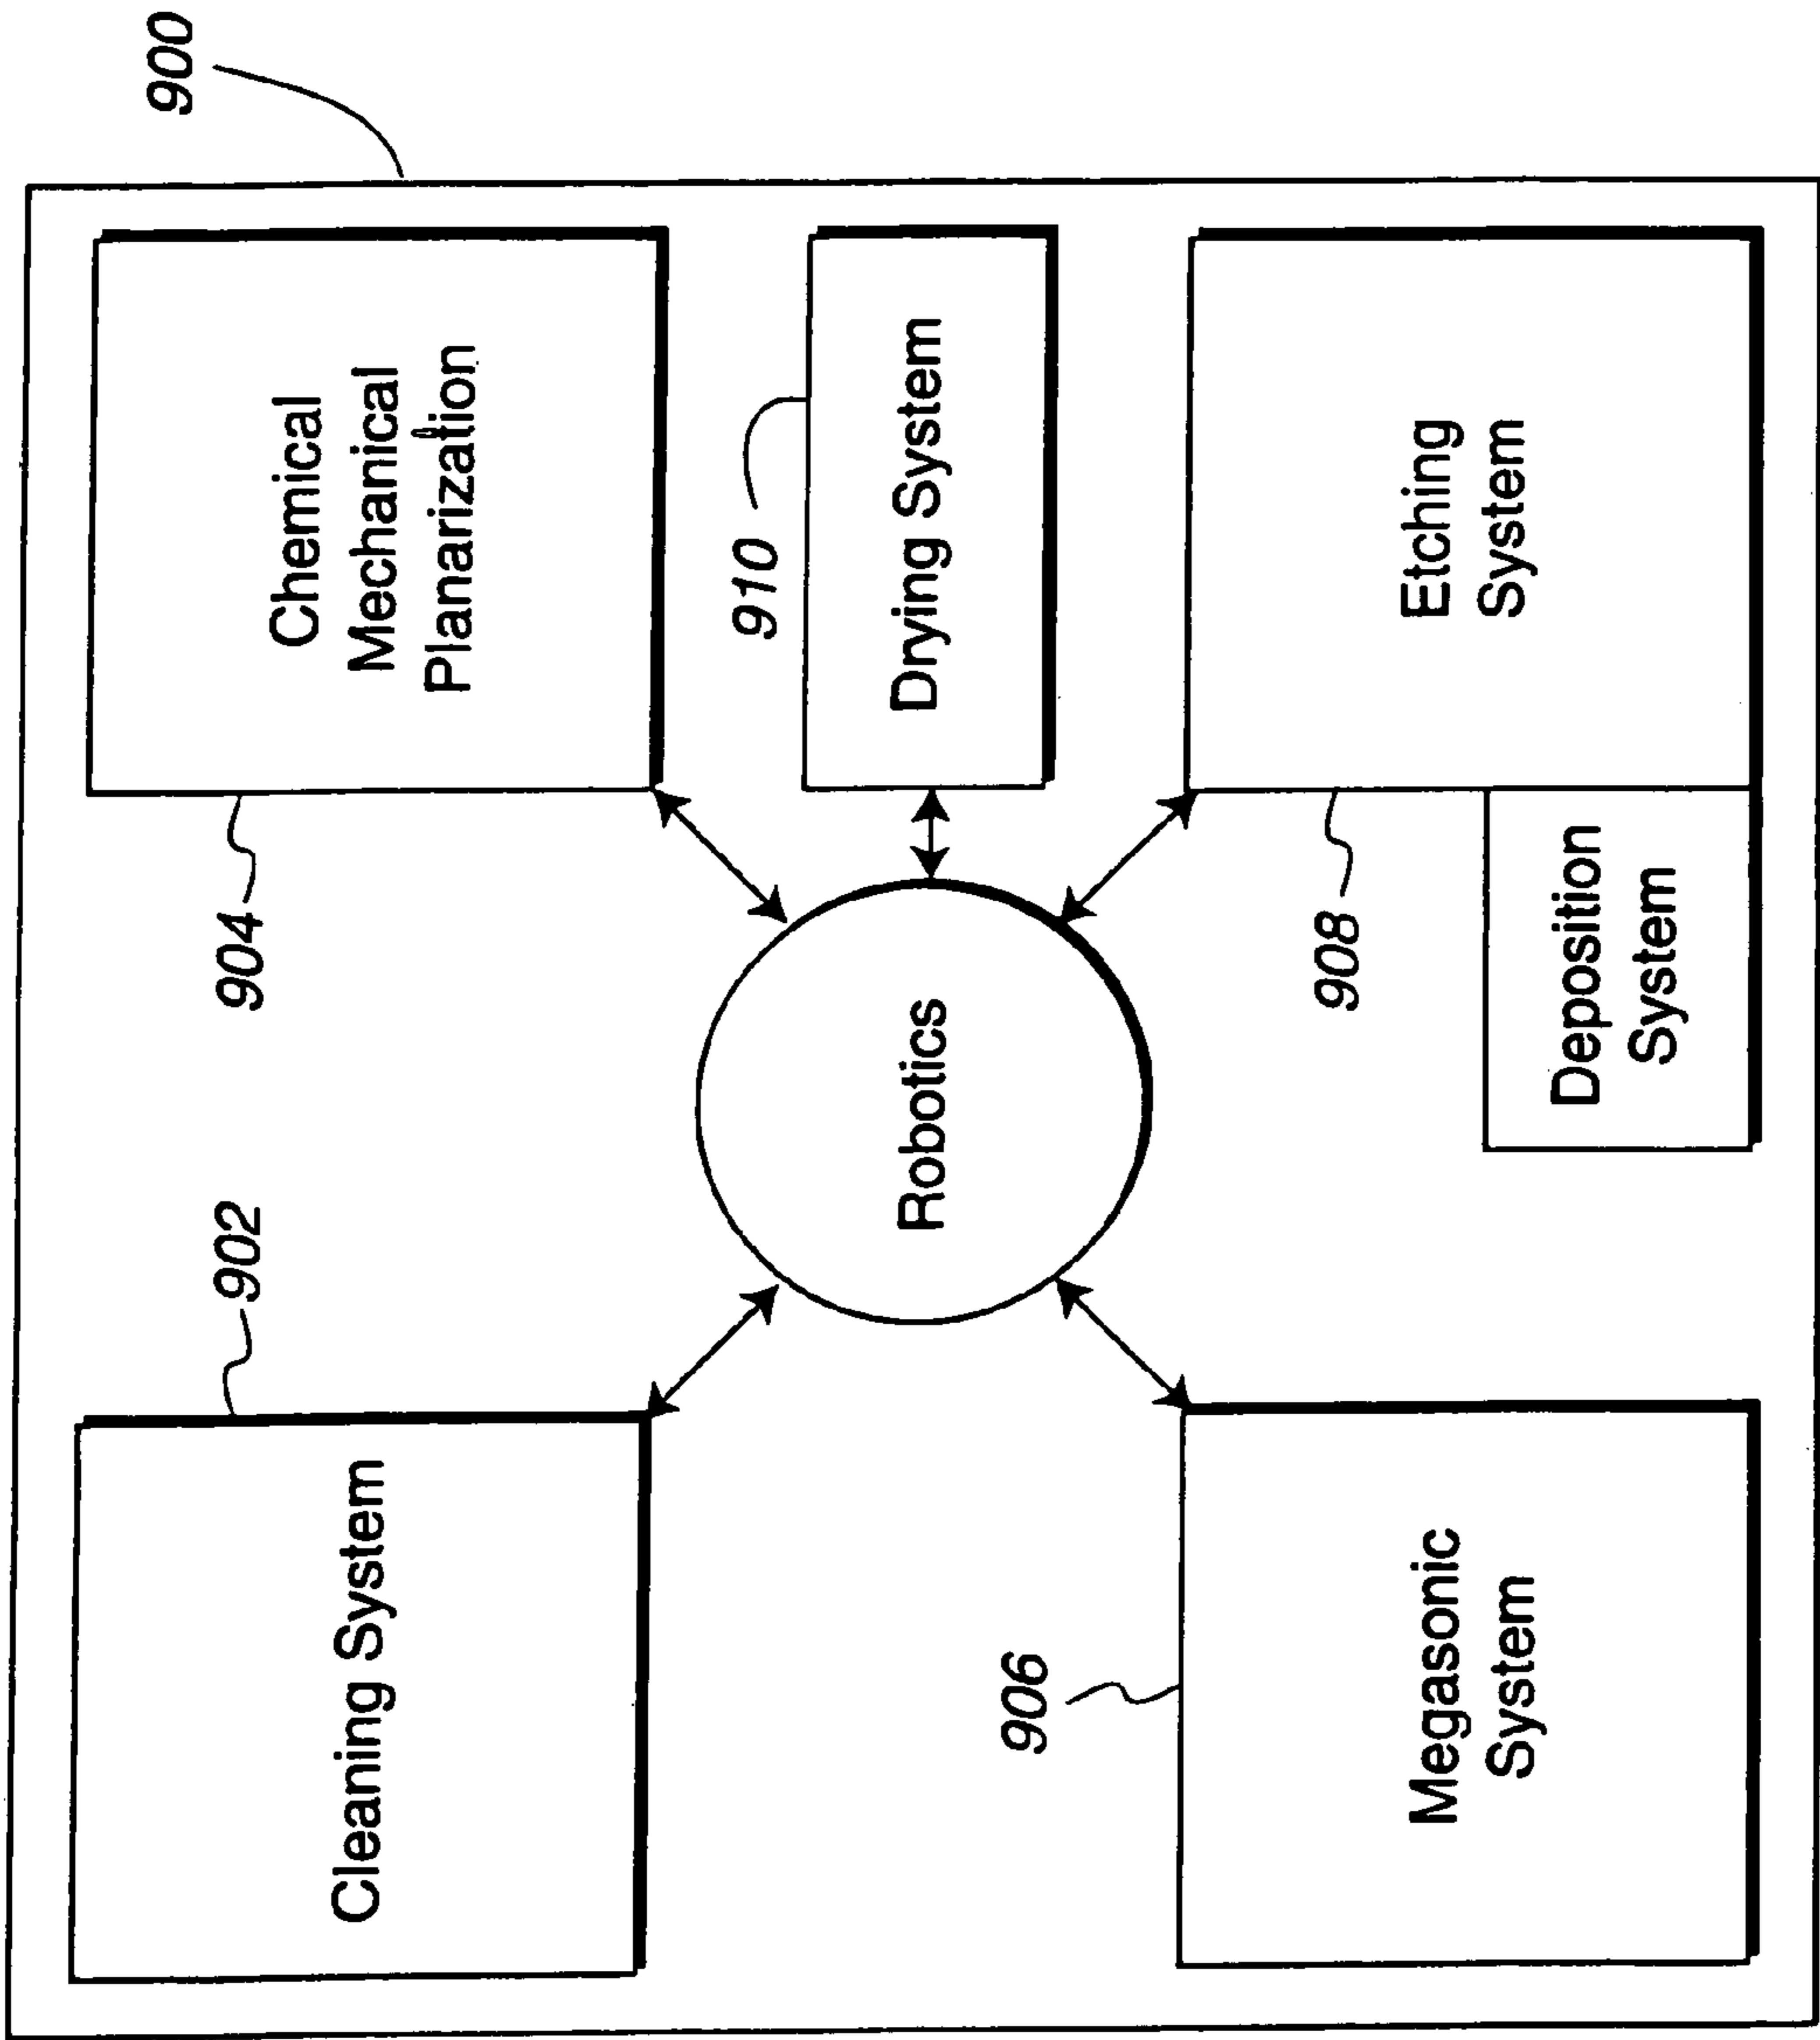 900
902
904
Cleaning System
Chemical
Mechanical
Planarization
910
Robotics
Drying System
906
908
Megasonic
System
Etching
System
Deposition
System